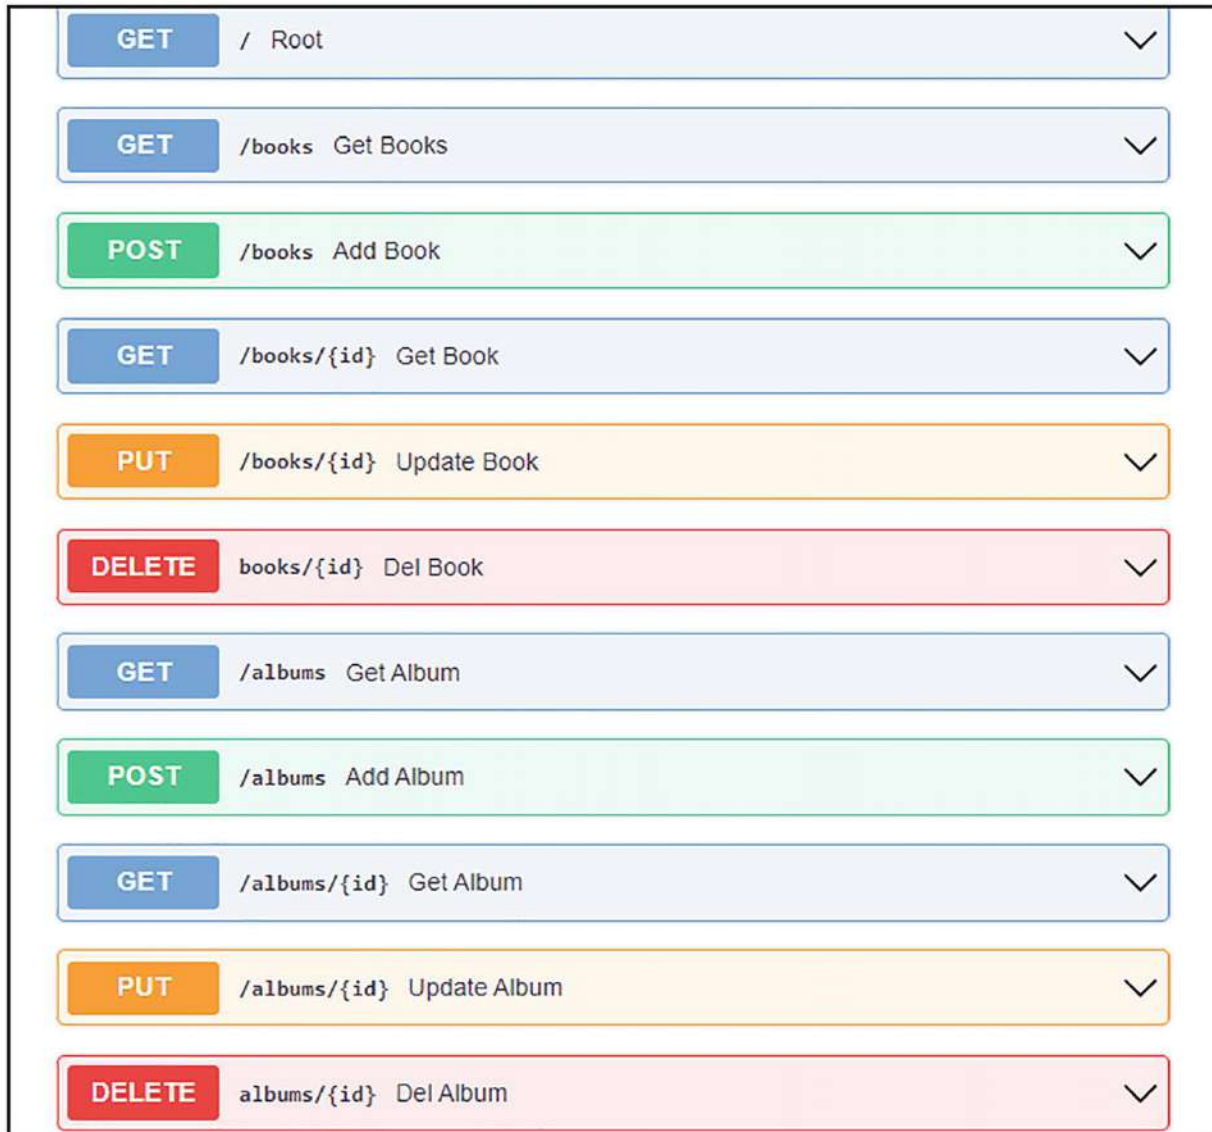 GET / Root
GET /books Get Books
POST /books Add Book
GET /books/{id} Get Book
PUT /books/{id} Update Book
DELETE books/{id} Del Book
GET /albums Get Album
POST /albums Add Album
GET /albums/{id} Get Album
PUT /albums/{id} Update Album
DELETE albums/{id} Del Album